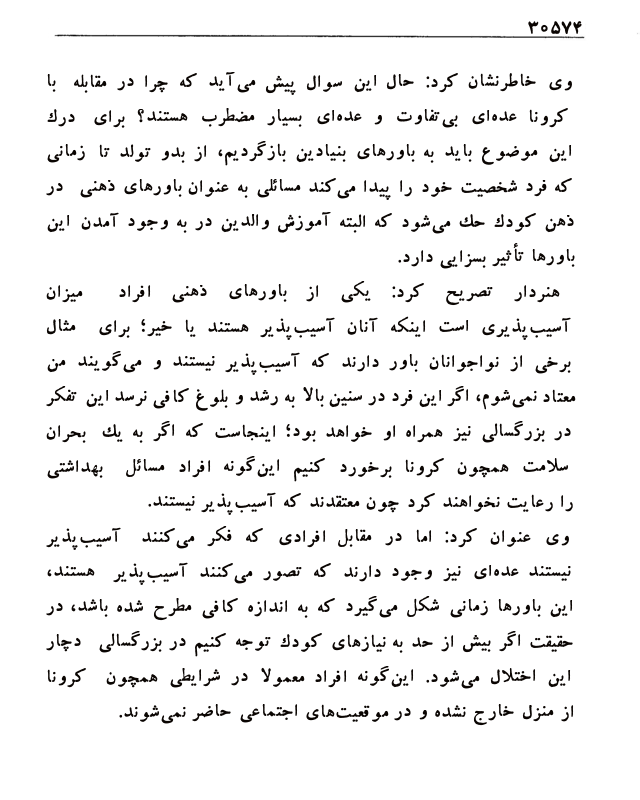 ۳۰۵۷۴
وی خاطرنشان کرد: حال این سوال پیش می‌آید که چرا در مقابله با
کرونا عده‌ای بی‌تفاوت و عده‌ای بسیار مضطرب هستند؟ برای درك
این موضوع باید به باورهای بنیادین بازگردیم، از بدو تولد تا زمانی
که فرد شخصیت خود را پیدا می‌کند مسائلی به عنوان باورهای ذهنی در
ذهن کودك حك می‌شود که البته آموزش والدین در به وجود آمدن این
باورها تأثیر بسزایی دارد.
هنردار تصریح کرد: یکی از باورهای ذهنی افراد میزان
آسیب‌پذیری است اینکه آنان آسیب‌پذیر هستند یا خیر؛ برای مثال
برخی از نواجوانان باور دارند که آسیب‌پذیر نیستند و می‌گویند من
معتاد نمی‌شوم، اگر این فرد در سنین بالا به رشد و بلوغ کافی نرسد این تفکر
در بزرگسالی نیز همراه او خواهد بود؛ اینجاست که اگر به یك بحران
سلامت همچون کرونا برخورد کنیم این‌گونه افراد مسائل بهداشتی
را رعایت نخواهند کرد چون معتقدند که آسیب‌پذیر نیستند.
وی عنوان کرد: اما در مقابل افرادی که فکر می‌کنند آسیب‌پذیر
نیستند عده‌ای نیز وجود دارند که تصور می‌کنند آسیب‌پذیر هستند،
این باورها زمانی شکل می‌گیرد که به اندازه کافی مطرح شده باشد، در
حقیقت اگر بیش از حد به نیازهای کودك توجه کنیم در بزرگسالی دچار
این اختلال می‌شود. این‌گونه افراد معمولا در شرایطی همچون کرونا
از منزل خارج نشده و در موقعیت‌های اجتماعی حاضر نمی‌شوند.